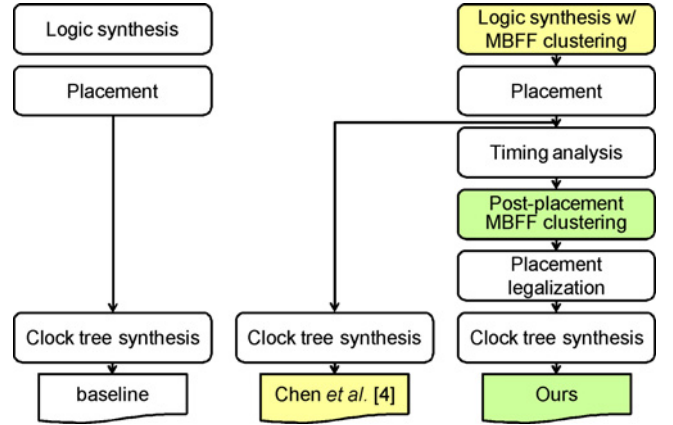 Logic synthesis
Placement
Clock tree synthesis
baseline
Clock tree synthesis
Chen et al. [4]
Logic synthesis w/
MBFF clustering
Placement
Timing analysis
Post-placement
MBFF clustering
Placement
legalization
Clock tree synthesis
Ours